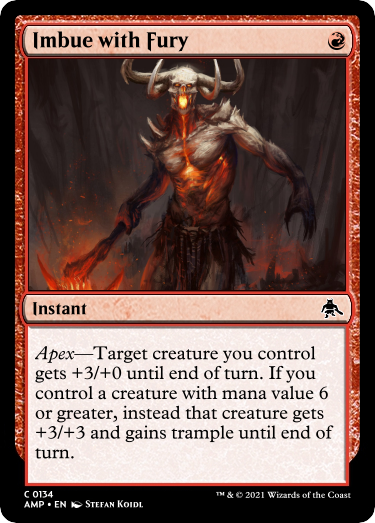 Imbue with Fury
Instant
Apex—Target creature you control
gets +3/+0 until end of turn. If you
control a creature with mana value 6
or greater, instead that creature gets
+3/+3 and gains trample until end of
turn.
C 0134
AMP • EN Stefan Koidl
™ & © 2021 Wizards of the Coast